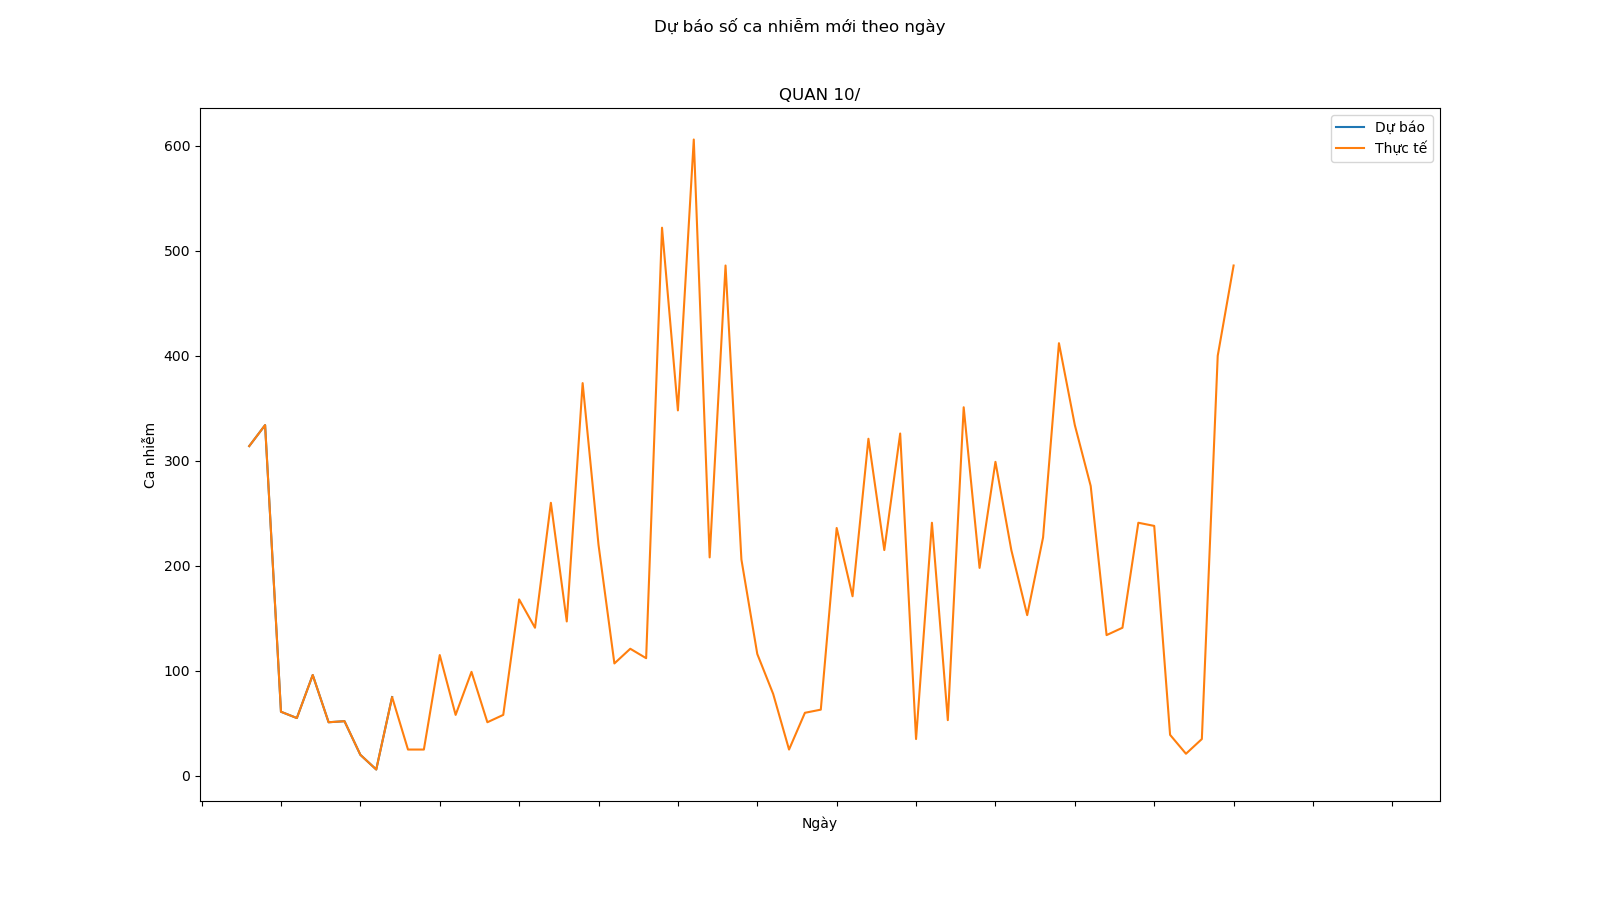 Dự báo số ca nhiễm mới theo ngày
QUAN 10/
Dự báo
Thực tế
600
500
400
300
200
100
0
Ca nhiễm
Ngày